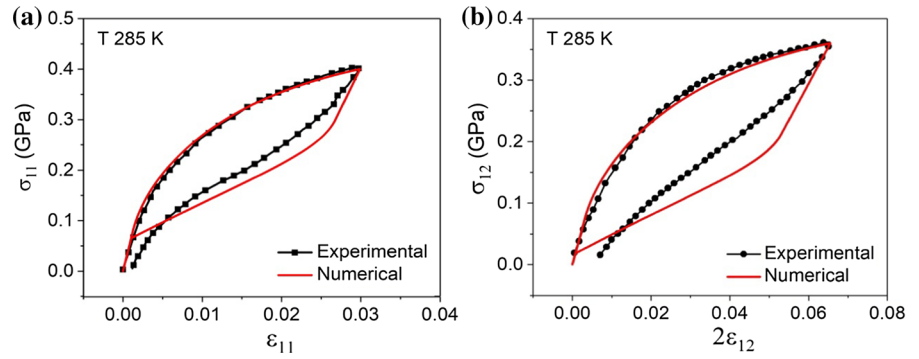 (a)
T 285 K
σ11 (GPa)
0.5
0.4
0.3
0.2
0.1
0.0
Experimental
Numerical
0.00 0.01 0.02 0.03 0.04
ε11
(b)
T 285 K
σ12 (GPa)
0.4
0.3
0.2
0.1
0.0
Experimental
Numerical
0.00 0.02 0.04 0.06 0.08
2ε12